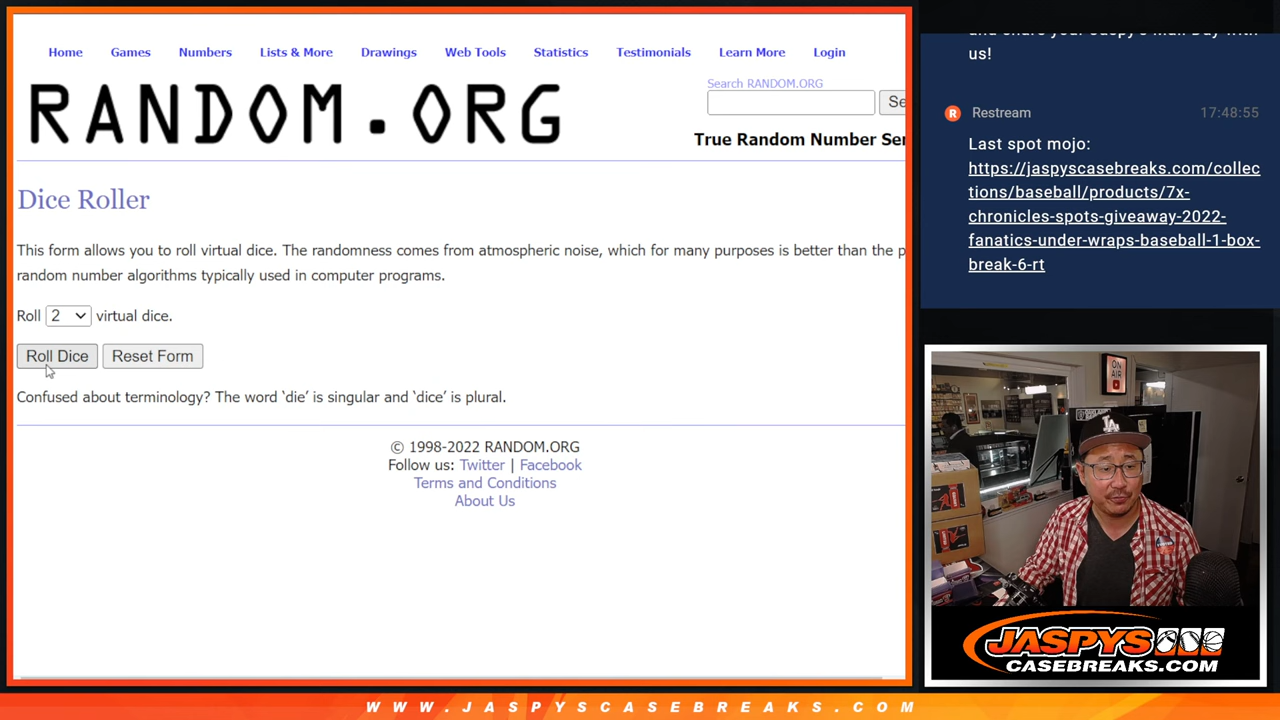 Home Games Numbers Lists & More Drawings Web Tools Statistics Testimonials Learn More Login
RANDOM.ORG
Search RANDOM.ORG
Se
True Random Number Ser
Dice Roller
This form allows you to roll virtual dice. The randomness comes from atmospheric noise, which for many purposes is better than the p
random number algorithms typically used in computer programs.
Roll 2 virtual dice.
Roll Dice Reset Form
Confused about terminology? The word ‘die’ is singular and ‘dice’ is plural.
© 1998-2022 RANDOM.ORG
Follow us: Twitter | Facebook
Terms and Conditions
About Us
us!
Restream 17:48:55
Last spot mojo:
https://jaspyscasebreaks.com/collec
tions/baseball/products/7x-
chronicles-spots-giveaway-2022-
fanatics-under-wraps-baseball-1-box-
break-6-rt
ON
AIR
LA
JASPYS
CASEBREAKS.COM
WWW.JASPYSCASEBREAKS.COM